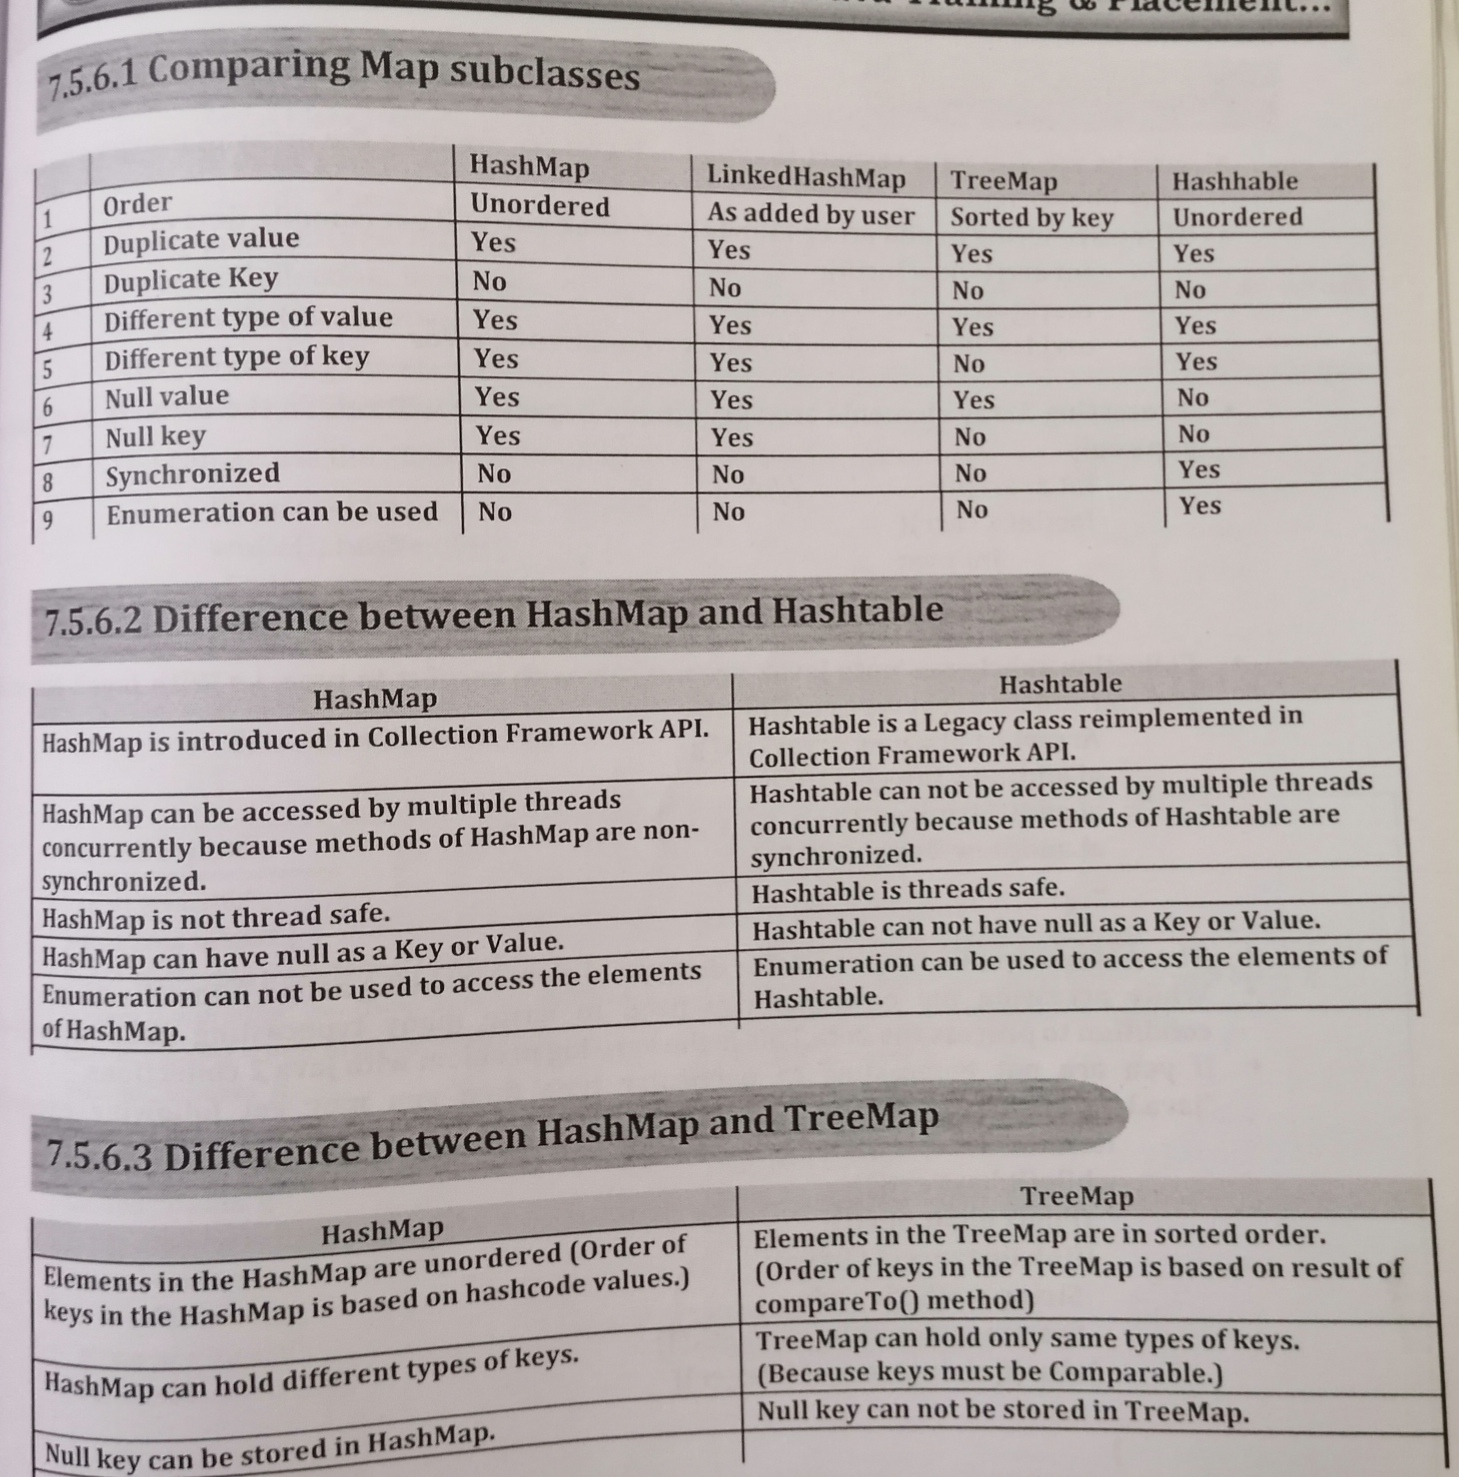 & Placement...
7.5.6.1 Comparing Map subclasses
HashMap LinkedHashMap TreeMap Hashhable
1 Order Unordered As added by user Sorted by key Unordered
2 Duplicate value Yes Yes Yes Yes
3 Duplicate Key No No No No
4 Different type of value Yes Yes Yes Yes
5 Different type of key Yes Yes No Yes
6 Null value Yes Yes Yes No
7 Null key Yes Yes No No
8 Synchronized No No No Yes
9 Enumeration can be used No No No Yes
7.5.6.2 Difference between HashMap and Hashtable
HashMap
Hashtable
HashMap is introduced in Collection Framework API.
Hashtable is a Legacy class reimplemented in
Collection Framework API.
HashMap can be accessed by multiple threads
concurrently because methods of HashMap are non-
synchronized.
Hashtable can not be accessed by multiple threads
concurrently because methods of Hashtable are
synchronized.
HashMap is not thread safe.
Hashtable is threads safe.
HashMap can have null as a Key or Value.
Hashtable can not have null as a Key or Value.
Enumeration can not be used to access the elements
of HashMap.
Enumeration can be used to access the elements of
Hashtable.
7.5.6.3 Difference between HashMap and TreeMap
HashMap
TreeMap
Elements in the HashMap are unordered (Order of
keys in the HashMap is based on hashcode values.)
Elements in the TreeMap are in sorted order.
(Order of keys in the TreeMap is based on result of
compareTo() method)
HashMap can hold different types of keys.
TreeMap can hold only same types of keys.
(Because keys must be Comparable.)
Null key can be stored in HashMap.
Null key can not be stored in TreeMap.